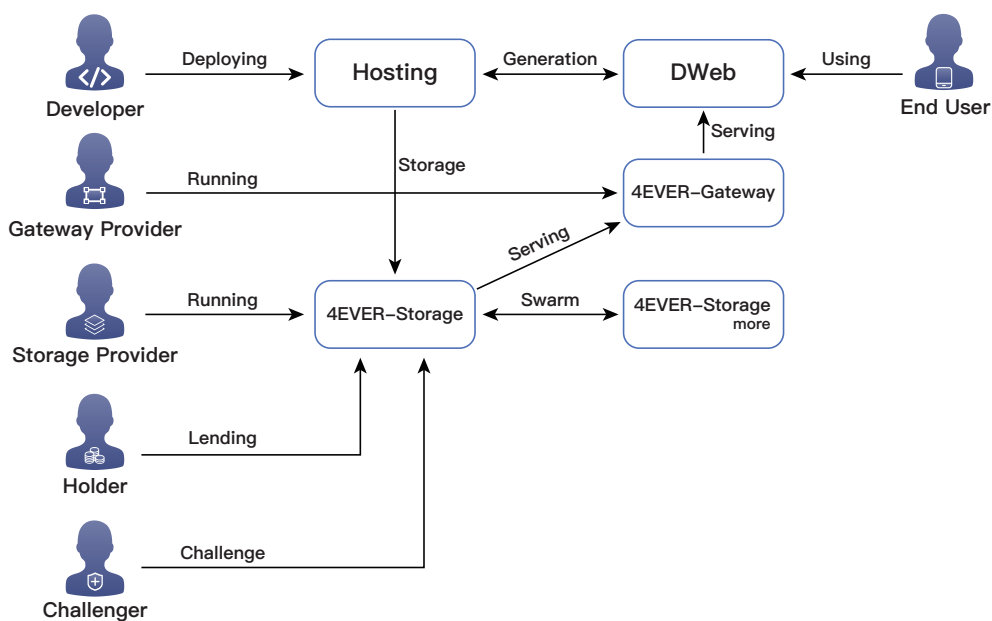 Deploying
Hosting
Generation
DWeb
Using
Developer
End User
Storage
Serving
Running
4EVER-Gateway
Gateway Provider
Serving
Running
4EVER-Storage
Swarm
4EVER-Storage
more
Storage Provider
Lending
Holder
Challenge
Challenger